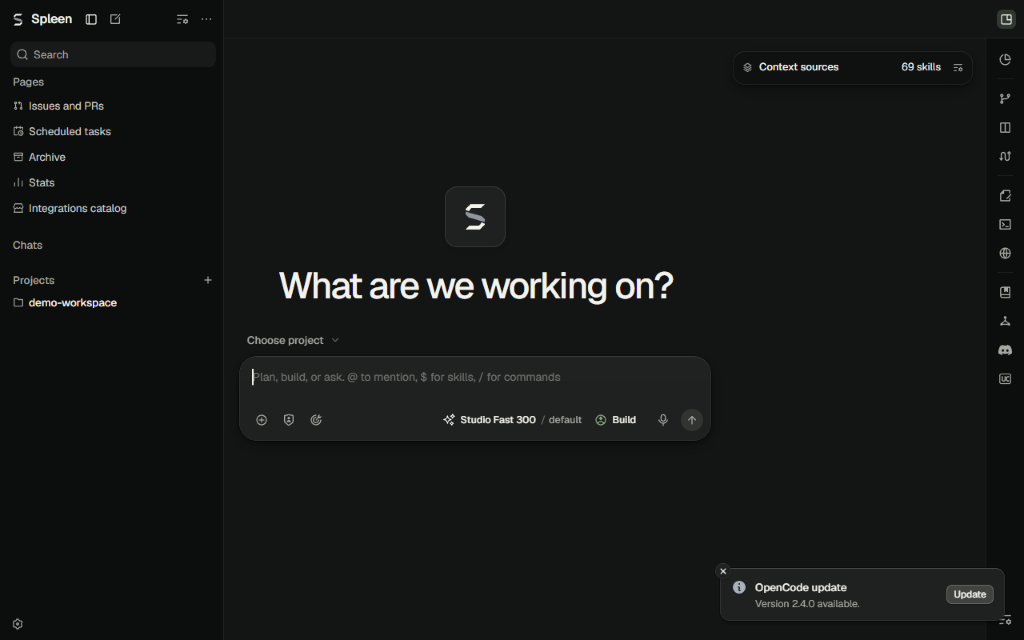 Spleen
Search
Pages
Issues and PRs
Scheduled tasks
Archive
Stats
Integrations catalog
Chats
Projects
demo-workspace
Context sources
69 skills
What are we working on?
Choose project
Plan, build, or ask. @ to mention, $ for skills, / for commands
Studio Fast 300 / default
Build
OpenCode update
Version 2.4.0 available.
Update
UC